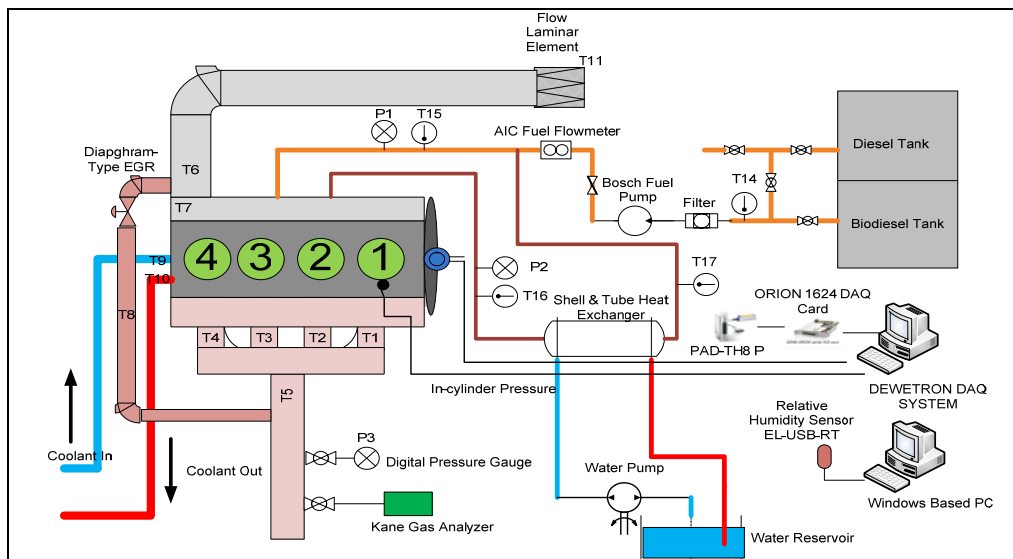 Flow
Laminar
Element
T11
P1
T15
AIC Fuel Flowmeter
Diesel Tank
Diapghram-
Type EGR
T6
T14
Bosch Fuel
Pump
Filter
Biodiesel Tank
T7
4
3
2
1
T9
T10
P2
T16
T17
Shell & Tube Heat
Exchanger
ORION 1624 DAQ
Card
T8
T4
T3
T2
T1
PAD-TH8 P
In-cylinder Pressure
T5
DEWETRON DAQ
SYSTEM
Relative
Humidity Sensor
EL-USB-RT
Coolant In
Coolant Out
P3
Digital Pressure Gauge
Water Pump
Kane Gas Analyzer
Windows Based PC
Water Reservoir